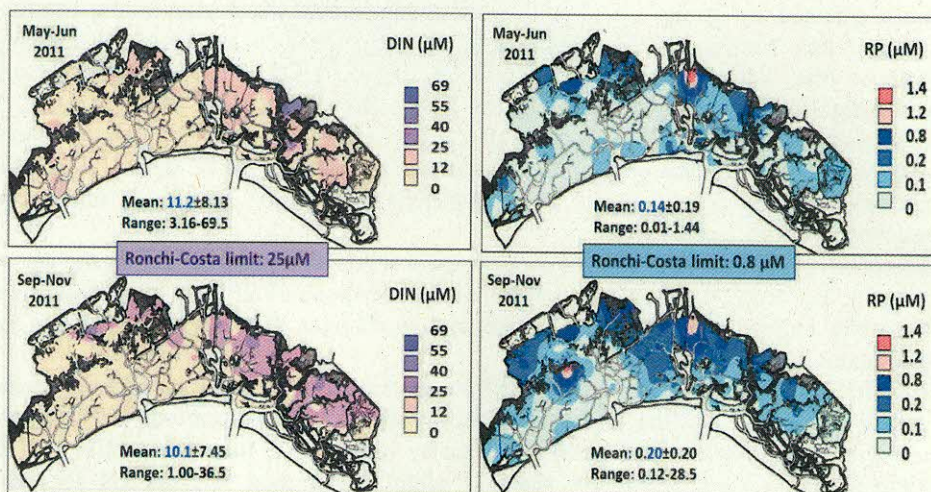 May-Jun
2011
DIN (µM)
69
55
40
25
12
0
Mean: 11.2±8.13
Range: 3.16-69.5
May-Jun
2011
RP (µM)
1.4
1.2
0.8
0.2
0.1
0
Mean: 0.14±0.19
Range: 0.01-1.44
Ronchi-Costa limit: 25µM
Ronchi-Costa limit: 0.8 µM
Sep-Nov
2011
DIN (µM)
69
55
40
25
12
0
Mean: 10.1±7.45
Range: 1.00-36.5
Sep-Nov
2011
RP (µM)
1.4
1.2
0.8
0.2
0.1
0
Mean: 0.20±0.20
Range: 0.12-28.5